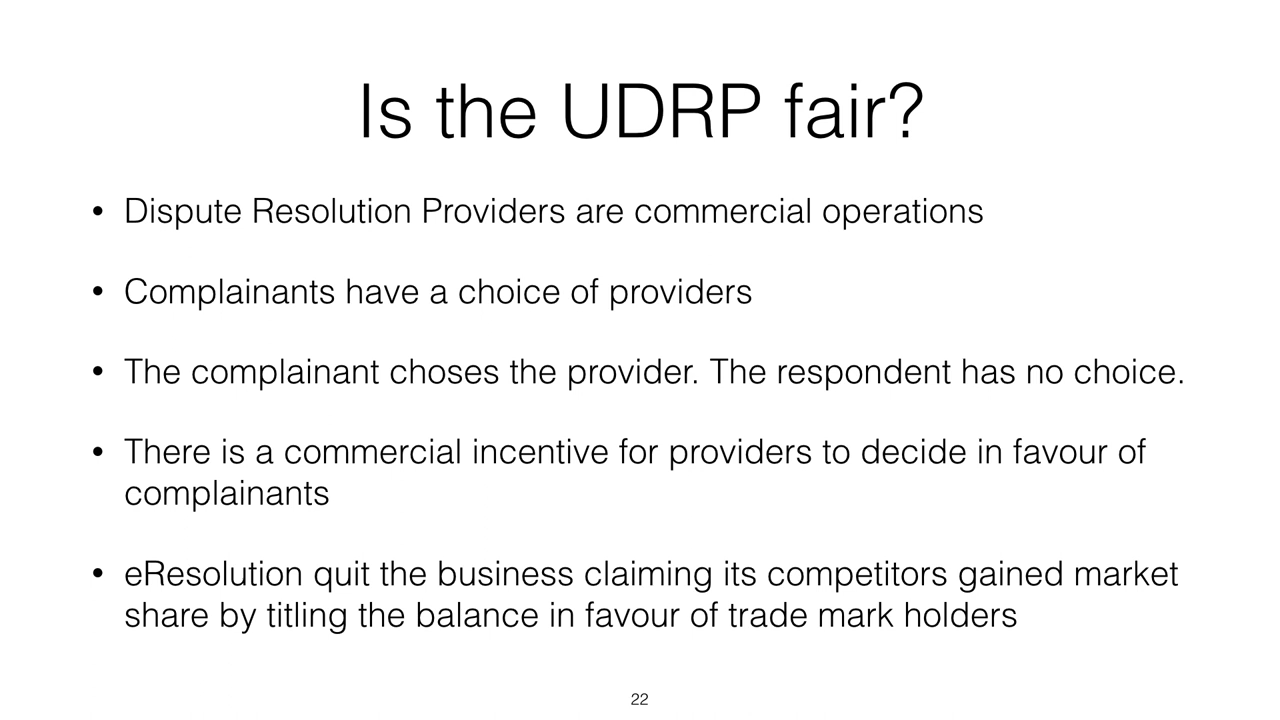 Is the UDRP fair?
• Dispute Resolution Providers are commercial operations
• Complainants have a choice of providers
• The complainant choses the provider. The respondent has no choice.
• There is a commercial incentive for providers to decide in favour of
complainants
• eResolution quit the business claiming its competitors gained market
share by titling the balance in favour of trade mark holders
22